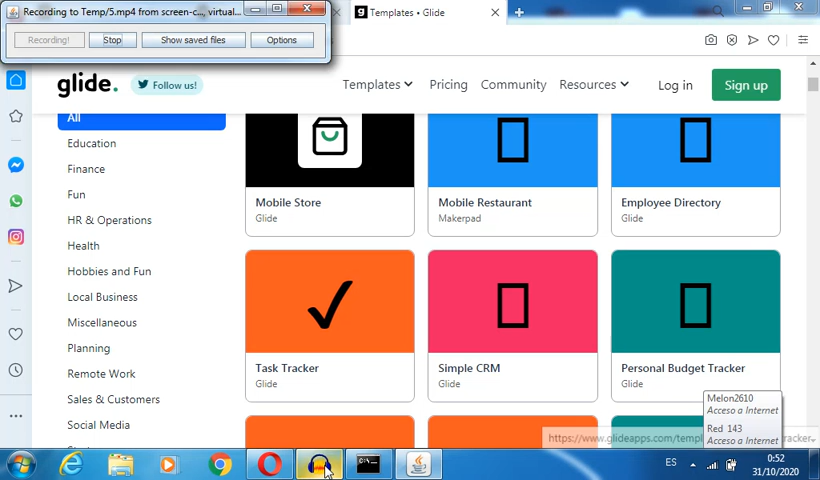 Recording to Temp/5.mp4 from screen-c..., virtual...
Recording!
Stop
Show saved files
Options
Templates • Glide
glide.
Follow us!
Templates
Pricing
Community
Resources
Log in
Sign up
All
Education
Finance
Fun
HR & Operations
Health
Hobbies and Fun
Local Business
Miscellaneous
Planning
Remote Work
Sales & Customers
Social Media
Mobile Store
Glide
Mobile Restaurant
Makerpad
Employee Directory
Glide
Task Tracker
Glide
Simple CRM
Glide
Personal Budget Tracker
Glide
Melon2610
Acceso a Internet
Red 143
Acceso a Internet
https://www.glideapps.com/templ
racker
ES
0:52
31/10/2020